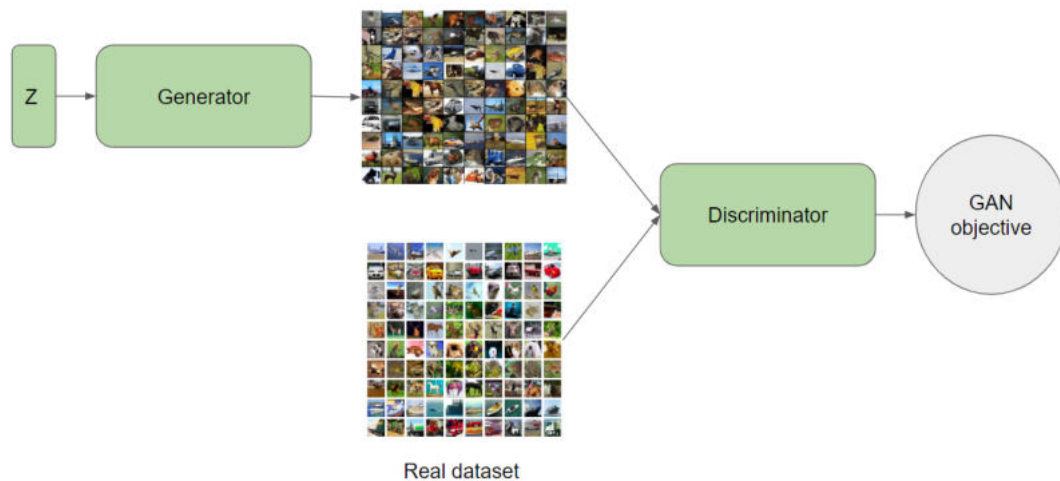 Z
Generator
Discriminator
GAN
objective
Real dataset